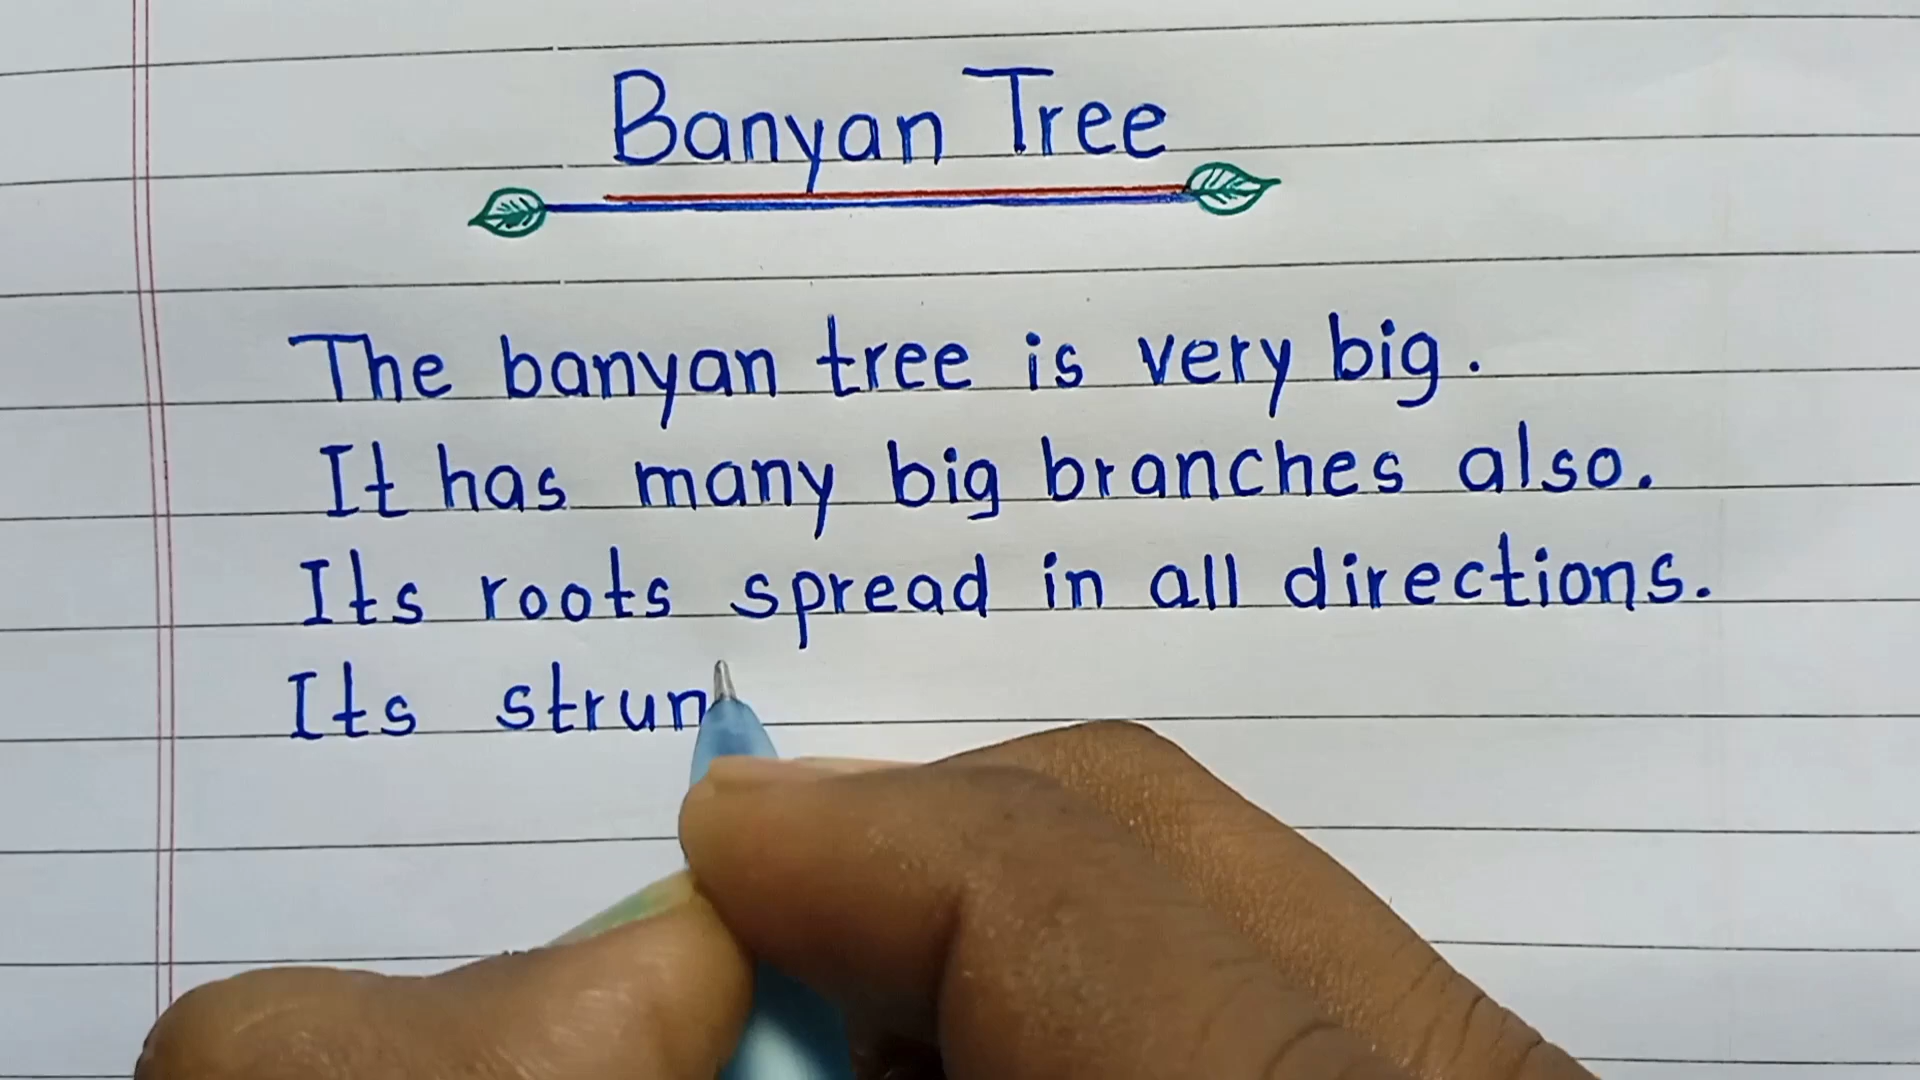 Banyan Tree
The banyan tree is very big.
It has many big branches also.
Its roots spread in all directions.
Its strun